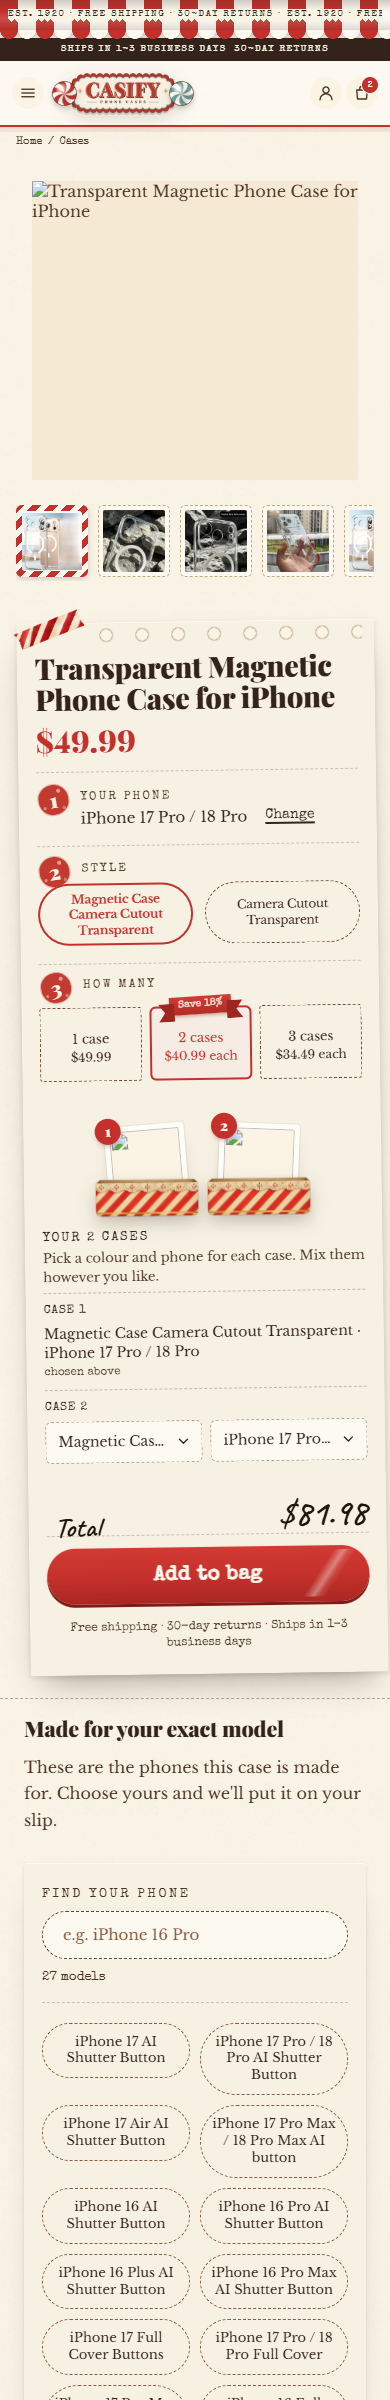 EST. 1920 · FREE SHIPPING · 30-DAY RETURNS · EST. 1920 · FREE
SHIPS IN 1–3 BUSINESS DAYS 30-DAY RETURNS
CASIFY
PHONE CASES
2
Home / Cases
Transparent Magnetic Phone Case for
iPhone
Transparent Magnetic
Phone Case for iPhone
$49.99
1 YOUR PHONE
iPhone 17 Pro / 18 Pro Change
2 STYLE
Magnetic Case
Camera Cutout
Transparent
Camera Cutout
Transparent
3 HOW MANY
1 case
$49.99
Save 18%
2 cases
$40.99 each
3 cases
$34.49 each
1
2
YOUR 2 CASES
Pick a colour and phone for each case. Mix them
however you like.
CASE 1
Magnetic Case Camera Cutout Transparent ·
iPhone 17 Pro / 18 Pro
chosen above
CASE 2
Magnetic Cas... iPhone 17 Pro...
Total $81.98
Add to bag
Free shipping · 30-day returns · Ships in 1–3
business days
Made for your exact model
These are the phones this case is made
for. Choose yours and we'll put it on your
slip.
FIND YOUR PHONE
e.g. iPhone 16 Pro
27 models
iPhone 17 AI
Shutter Button
iPhone 17 Pro / 18
Pro AI Shutter
Button
iPhone 17 Air AI
Shutter Button
iPhone 17 Pro Max
/ 18 Pro Max AI
button
iPhone 16 AI
Shutter Button
iPhone 16 Pro AI
Shutter Button
iPhone 16 Plus AI
Shutter Button
iPhone 16 Pro Max
AI Shutter Button
iPhone 17 Full
Cover Buttons
iPhone 17 Pro / 18
Pro Full Cover